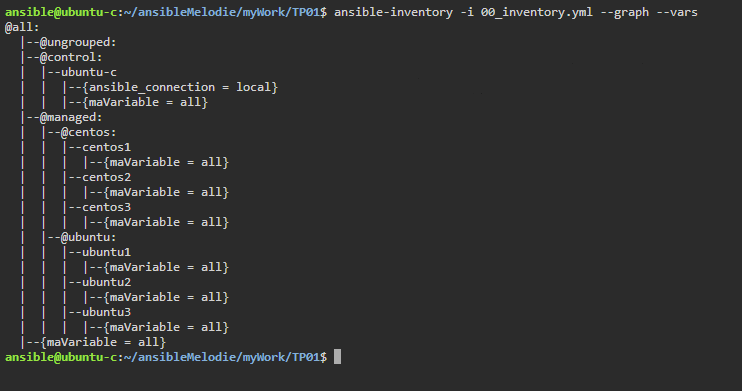 ansible@ubuntu-c:~/ansibleMelodie/myWork/TP01$ ansible-inventory -i 00_inventory.yml --graph --vars
@all:
  |--@ungrouped:
  |--@control:
  |  |--ubuntu-c
  |  |  |--{ansible_connection = local}
  |  |  |--{maVariable = all}
  |--@managed:
  |  |--@centos:
  |  |  |--centos1
  |  |  |  |--{maVariable = all}
  |  |  |--centos2
  |  |  |  |--{maVariable = all}
  |  |  |--centos3
  |  |  |  |--{maVariable = all}
  |  |--@ubuntu:
  |  |  |--ubuntu1
  |  |  |  |--{maVariable = all}
  |  |  |--ubuntu2
  |  |  |  |--{maVariable = all}
  |  |  |--ubuntu3
  |  |  |  |--{maVariable = all}
  |--{maVariable = all}
ansible@ubuntu-c:~/ansibleMelodie/myWork/TP01$